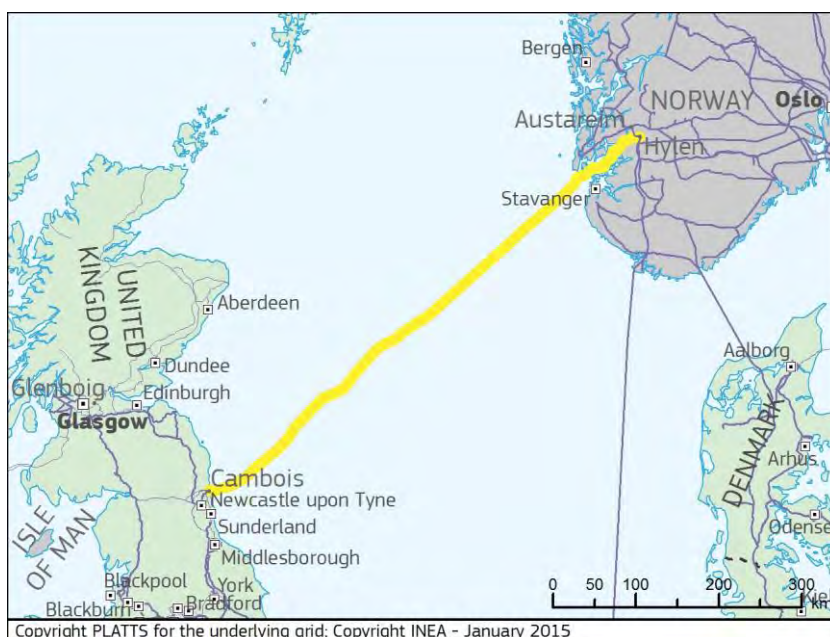 Bergen
NORWAY
Oslo
Austareim
Hylen
Stavanger
UNITED
KINGDOM
Aberdeen
Dundee
Aalborg
Glenboig
Edinburgh
Glasgow
DENMARK
Arhus
Cambois
Newcastle upon Tyne
Odense
Sunderland
ISLE
OF MAN
Middlesborough
Blackpool
York
Blackburn
Bradford
0 50 100 200 300
km
Kie
Copyright PLATTS for the underlying grid; Copyright INEA - January 2015